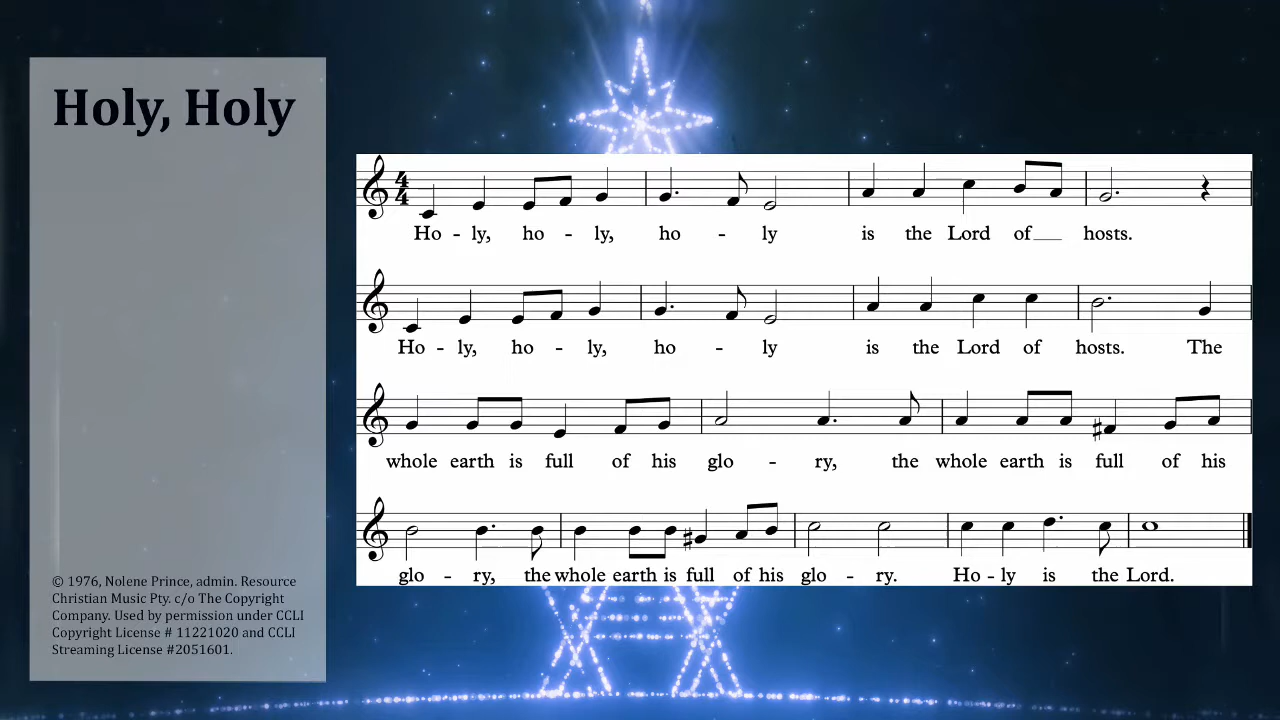 Holy, Holy
Ho - ly, ho - ly, ho - ly is the Lord of__ hosts.
Ho - ly, ho - ly, ho - ly is the Lord of hosts. The
whole earth is full of his glo - ry, the whole earth is full of his
glo - ry, the whole earth is full of his glo - ry. Ho - ly is the Lord.
© 1976, Nolene Prince, admin. Resource
Christian Music Pty. c/o The Copyright
Company. Used by permission under CCLI
Copyright License # 11221020 and CCLI
Streaming License #2051601.